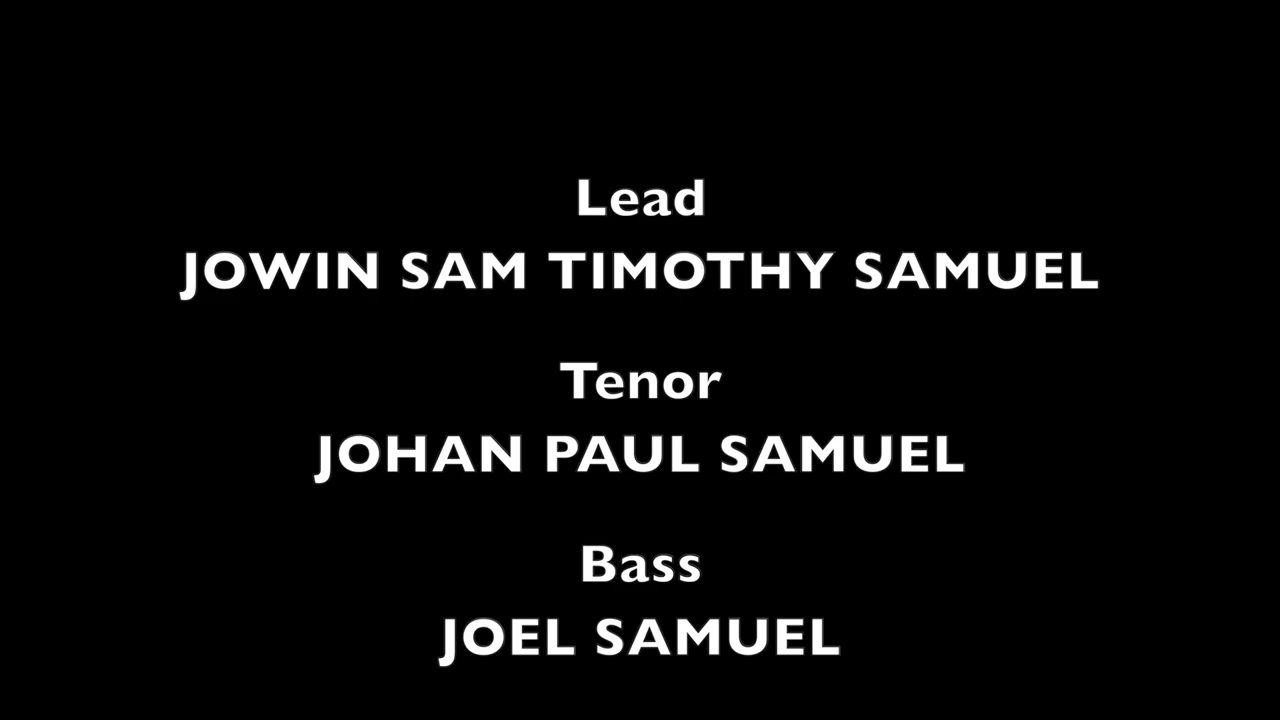 Lead
JOWIN SAM TIMOTHY SAMUEL
Tenor
JOHAN PAUL SAMUEL
Bass
JOEL SAMUEL